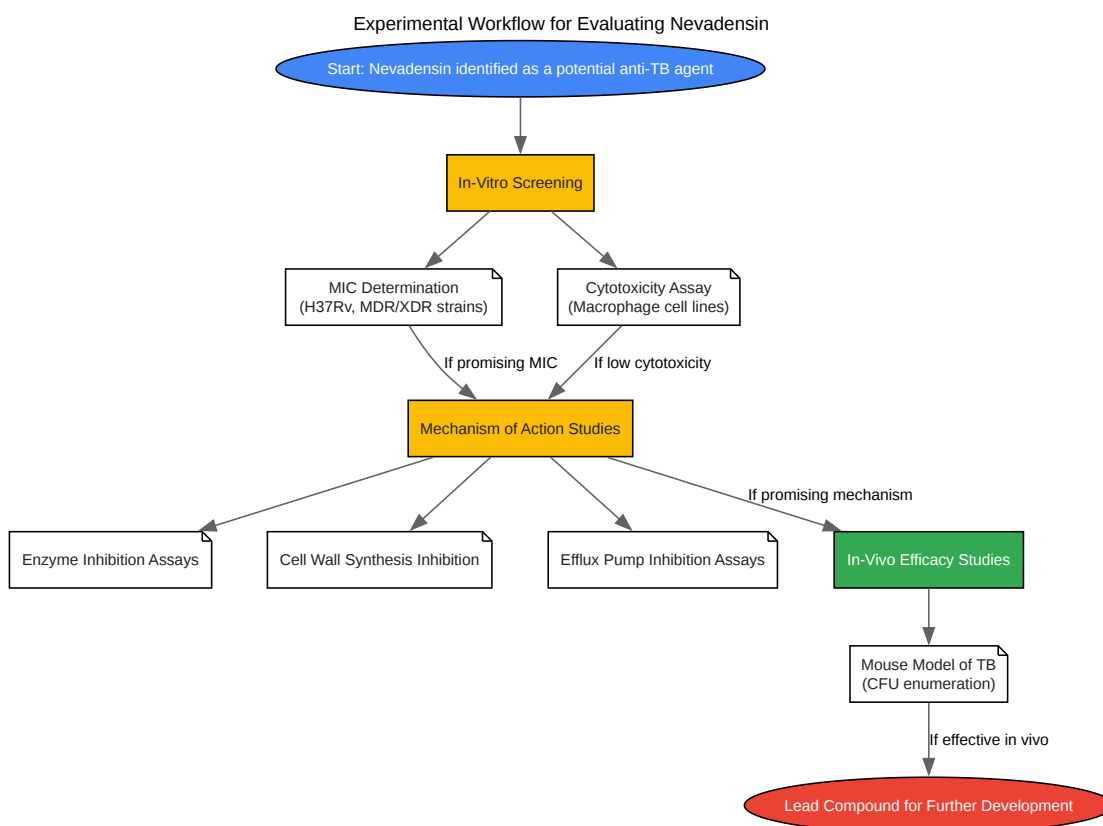 Experimental Workflow for Evaluating Nevadensin
Start: Nevadensin identified as a potential anti-TB agent
In-Vitro Screening
MIC Determination
(H37Rv, MDR/XDR strains)
Cytotoxicity Assay
(Macrophage cell lines)
If promising MIC
If low cytotoxicity
Mechanism of Action Studies
If promising mechanism
Enzyme Inhibition Assays
Cell Wall Synthesis Inhibition
Efflux Pump Inhibition Assays
In-Vivo Efficacy Studies
Mouse Model of TB
(CFU enumeration)
If effective in vivo
Lead Compound for Further Development